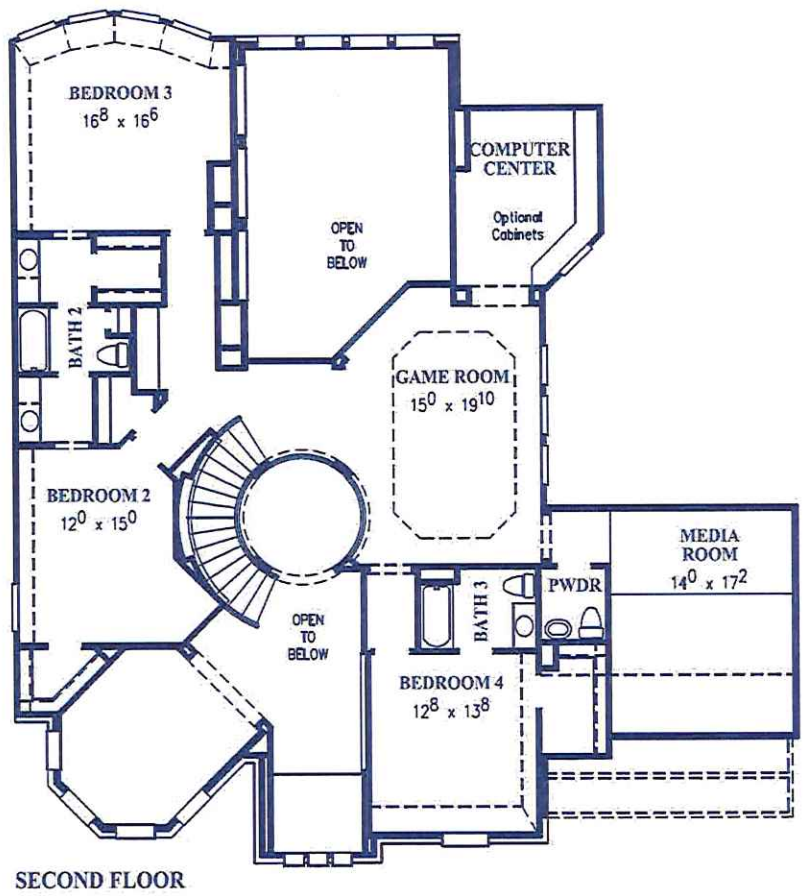 BEDROOM 3
16⁸ x 16⁶
COMPUTER
CENTER
Optional
Cabinets
OPEN
TO
BELOW
BATH 2
GAME ROOM
15⁰ x 19¹⁰
BEDROOM 2
12⁰ x 15⁰
MEDIA
ROOM
14⁰ x 17²
PWDR
BATH 3
OPEN
TO
BELOW
BEDROOM 4
12⁸ x 13⁸
SECOND FLOOR